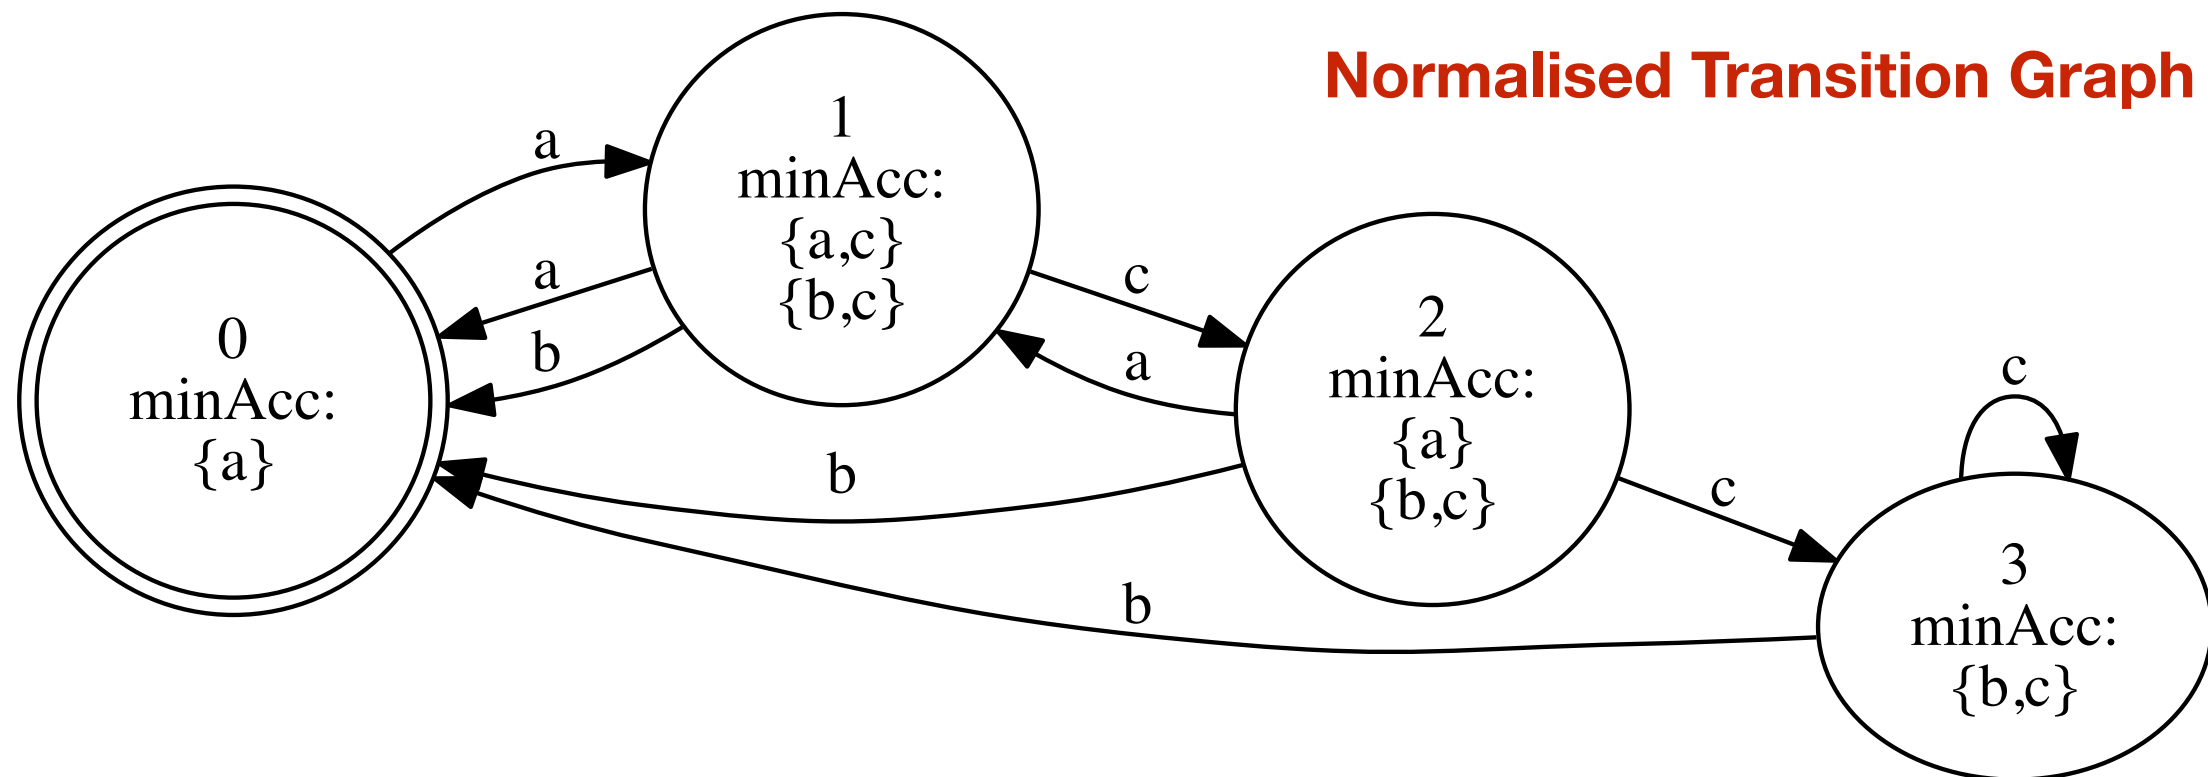 Normalised Transition Graph
1
minAcc:
{a,c}
{b,c}
a
a
b
0
minAcc:
{a}
c
a
2
minAcc:
{a}
{b,c}
b
c
c
b
3
minAcc:
{b,c}